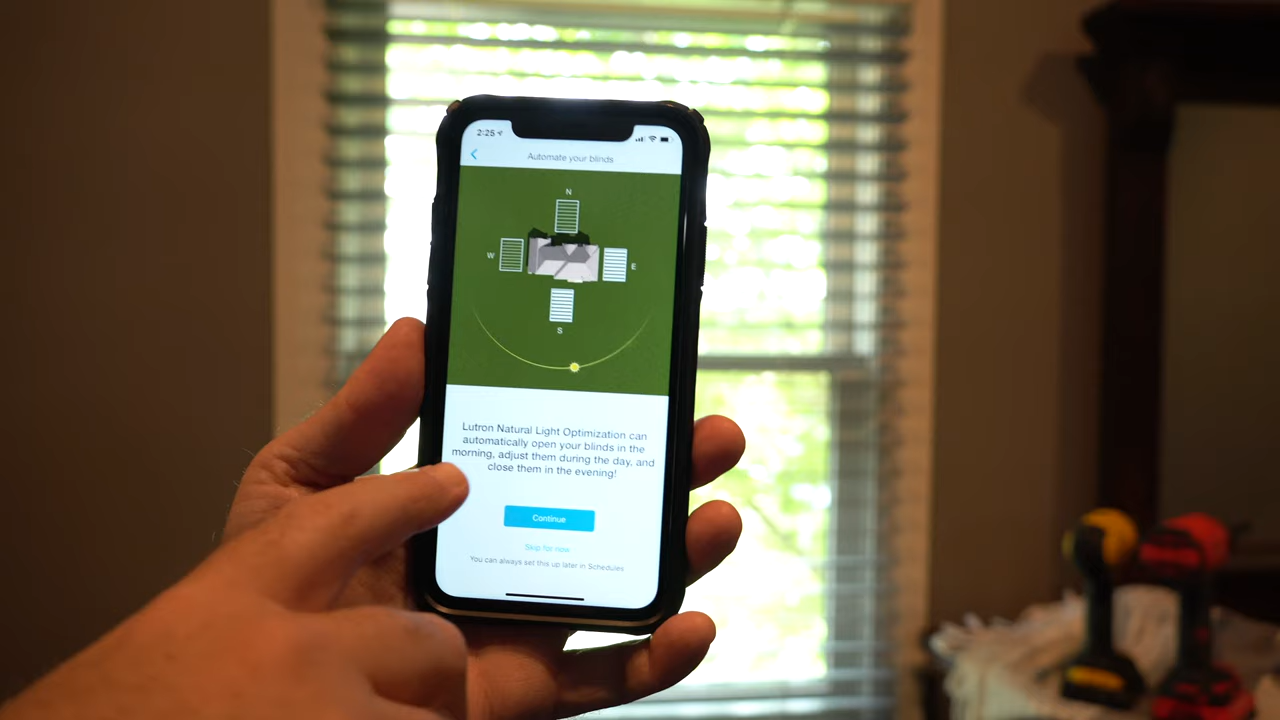 2:25
Automate your blinds
N
W
E
S
Lutron Natural Light Optimization can
automatically open your blinds in the
morning, adjust them during the day, and
close them in the evening!
Continue
Skip for now
You can always set this up later in Schedules